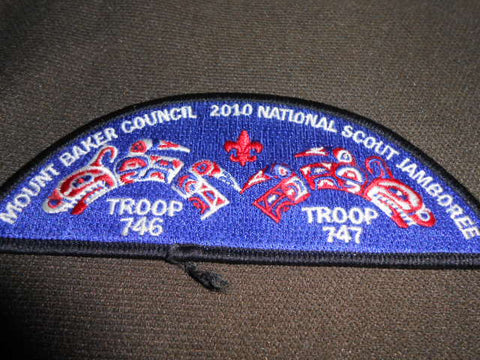 MOUNT BAKER COUNCIL 2010 NATIONAL SCOUT JAMBOREE
TROOP
746
TROOP
747